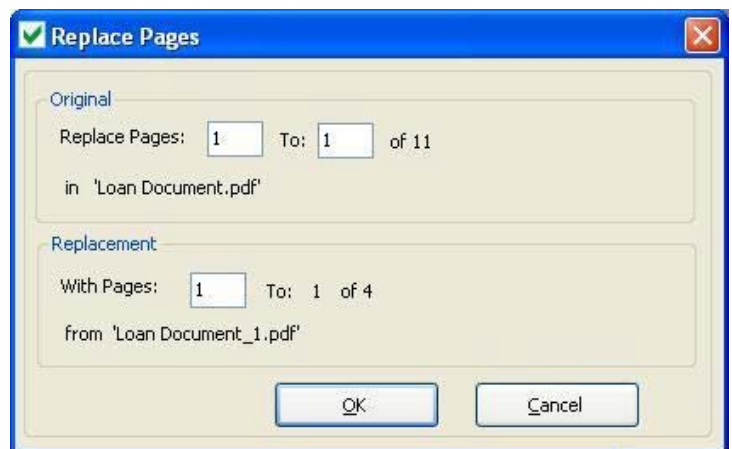 Replace Pages
Original
Replace Pages: 1 To: 1 of 11
in 'Loan Document.pdf'
Replacement
With Pages: 1 To: 1 of 4
from 'Loan Document_1.pdf'
OK Cancel